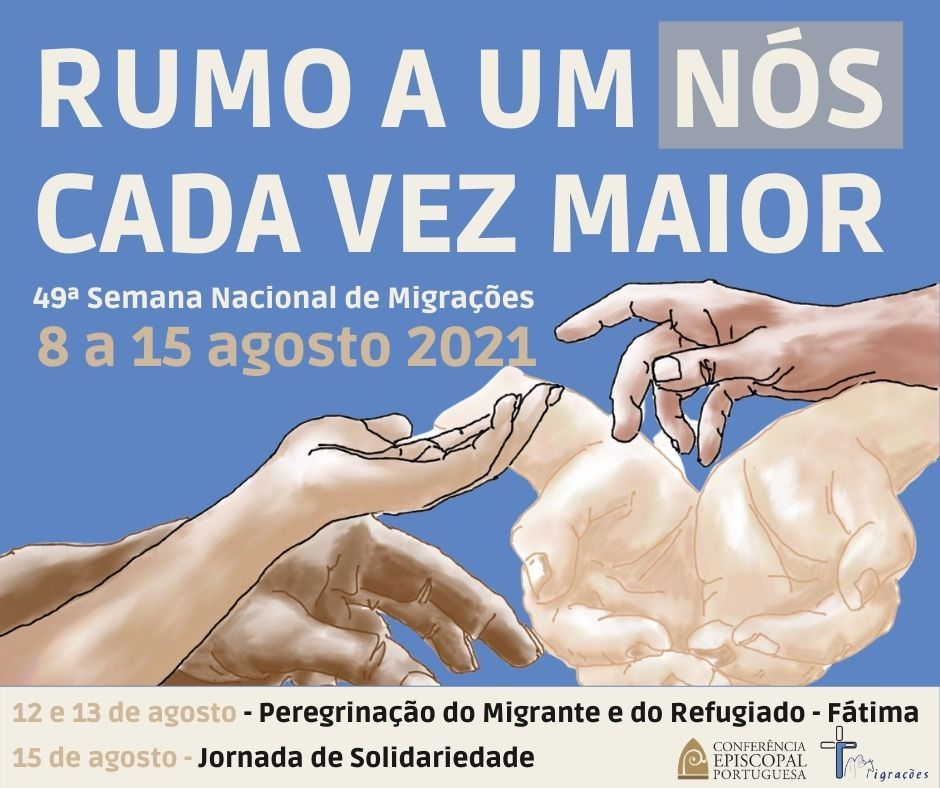 RUMO A UM NÓS
CADA VEZ MAIOR
49ª Semana Nacional de Migrações
8 a 15 agosto 2021
12 e 13 de agosto - Peregrinação do Migrante e do Refugiado - Fátima
15 de agosto - Jornada de Solidariedade
CONFERÊNCIA
EPISCOPAL
PORTUGUESA
Migrações